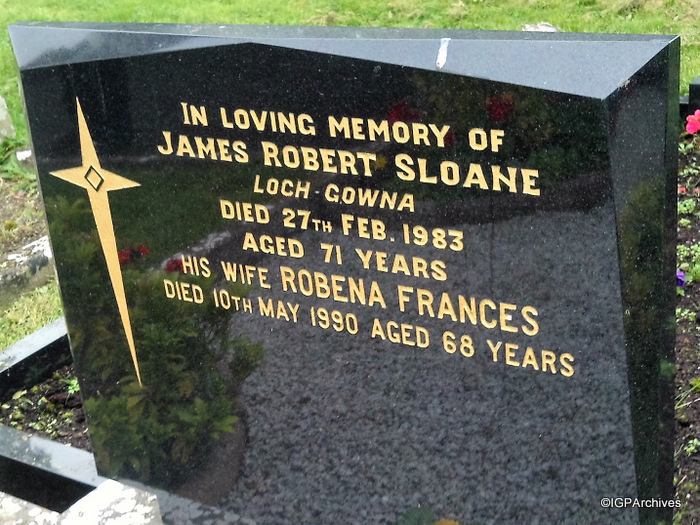 IN LOVING MEMORY OF
JAMES ROBERT SLOANE
LOCH-GOWNA
DIED 27TH FEB. 1983
AGED 71 YEARS
HIS WIFE ROBENA FRANCES
DIED 10TH MAY 1990 AGED 68 YEARS
©IGPArchives